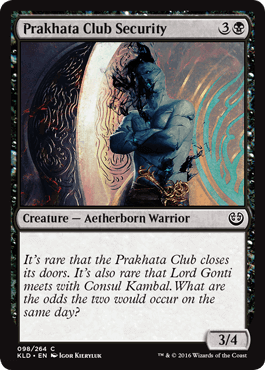 Prakhata Club Security 3
Creature — Aetherborn Warrior
It's rare that the Prakhata Club closes
its doors. It's also rare that Lord Gonti
meets with Consul Kambal. What are
the odds the two would occur on the
same day?
3/4
098/264 C
KLD • EN Igor Kieryluk
™ & © 2016 Wizards of the Coast